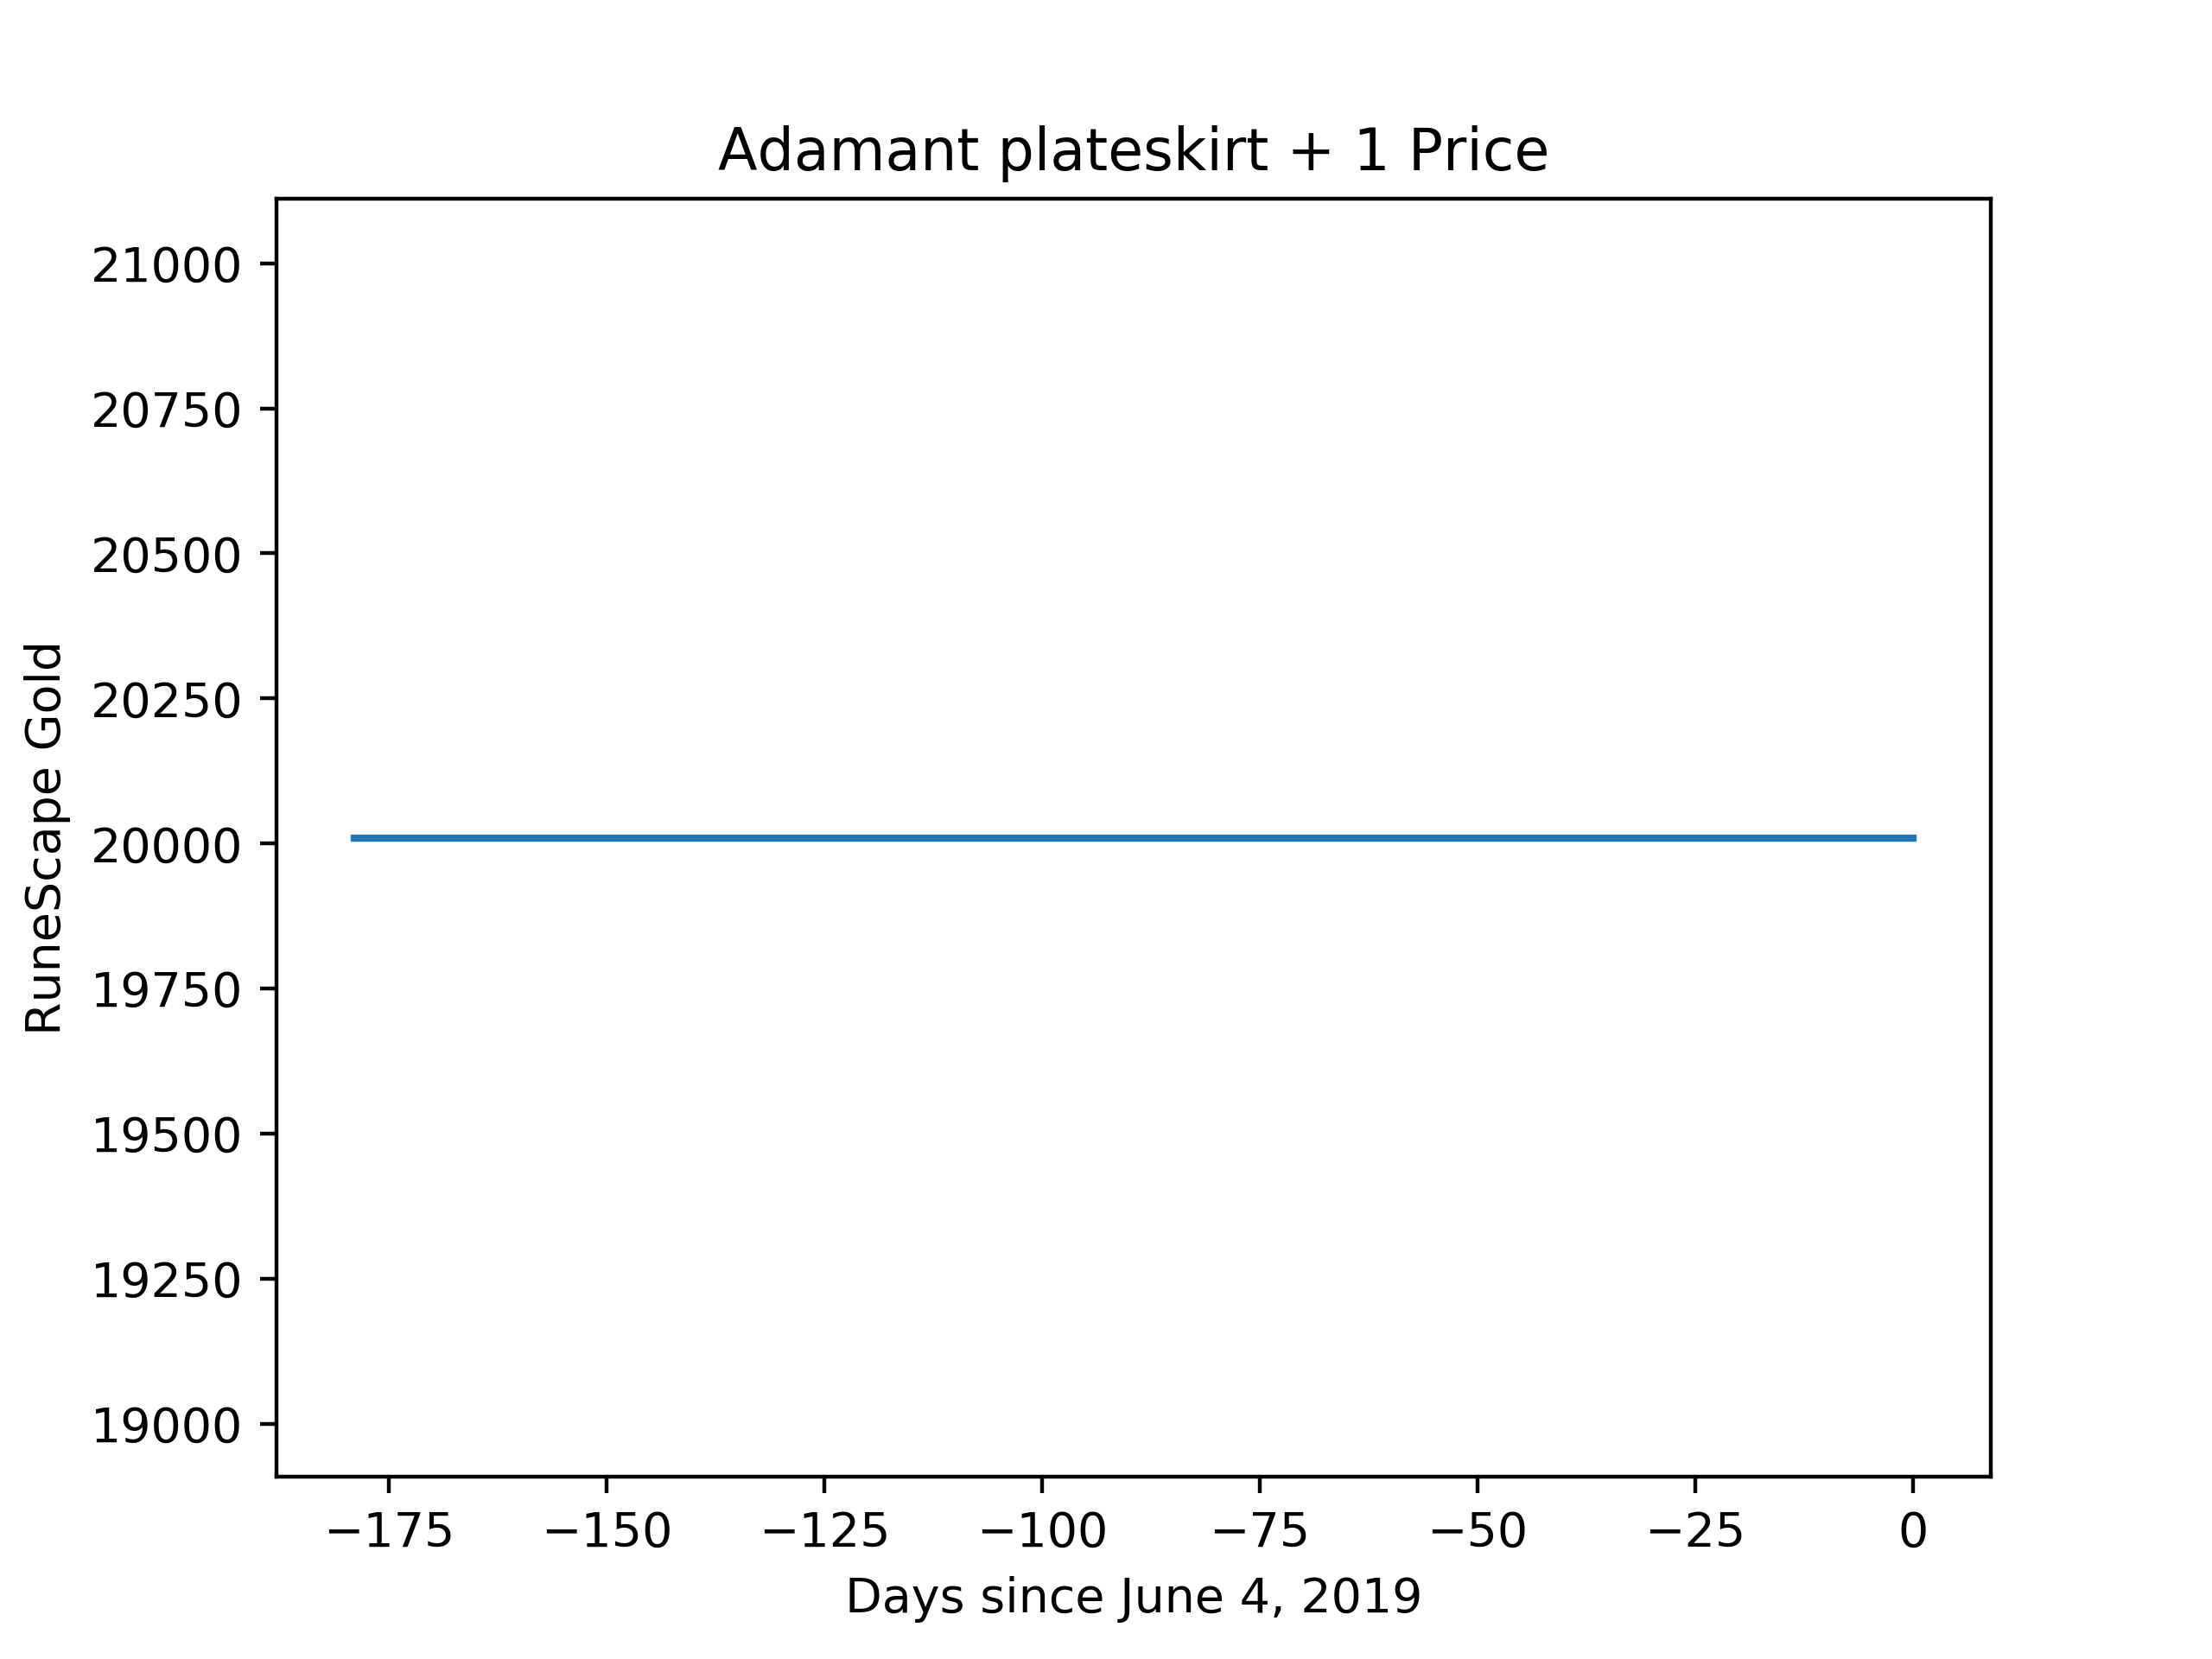 Adamant plateskirt + 1 Price
RuneScape Gold
21000
20750
20500
20250
20000
19750
19500
19250
19000
−175 −150 −125 −100 −75 −50 −25 0
Days since June 4, 2019